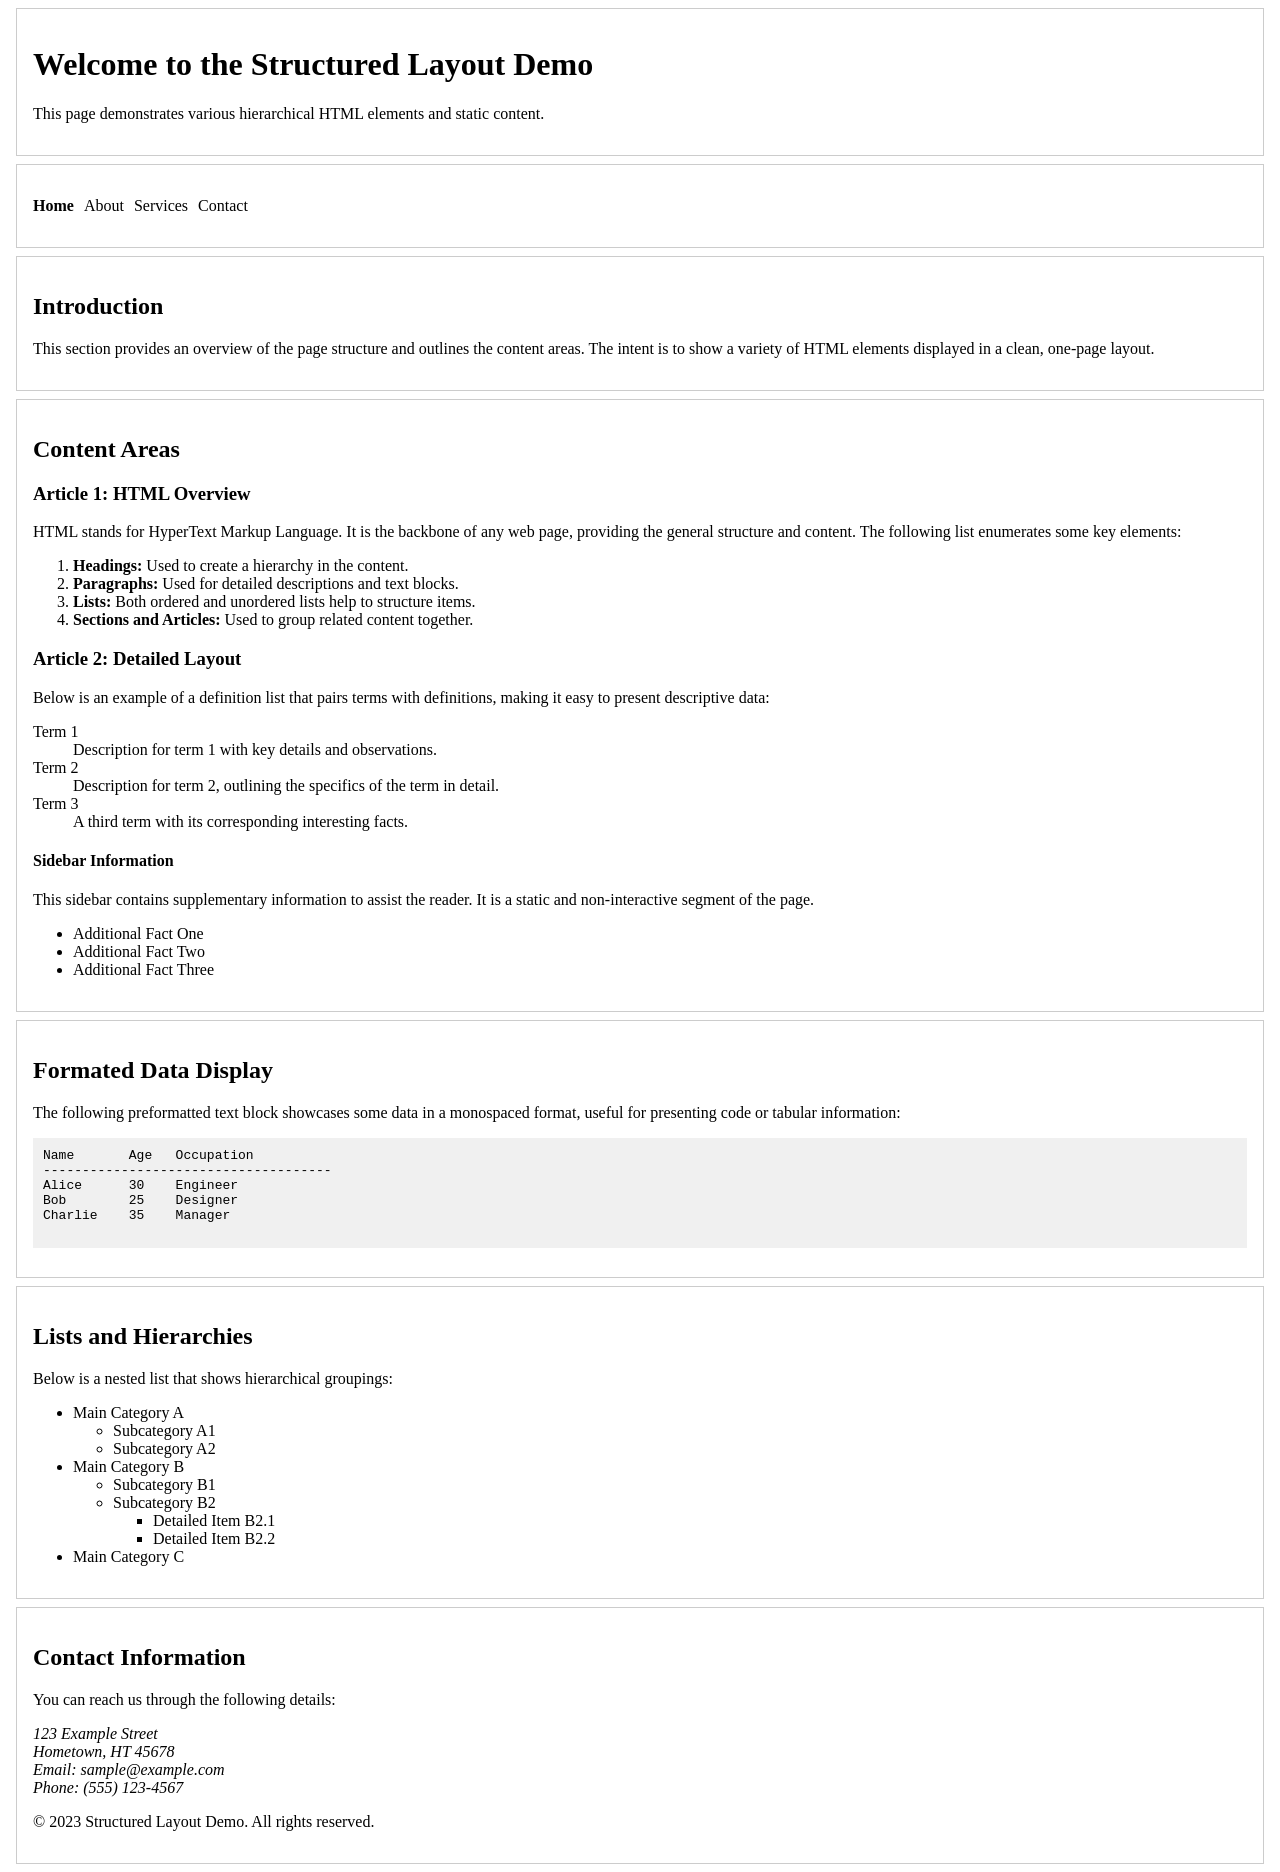 Welcome to the Structured Layout Demo
This page demonstrates various hierarchical HTML elements and static content.
Home About Services Contact
Introduction
This section provides an overview of the page structure and outlines the content areas. The intent is to show a variety of HTML elements displayed in a clean, one-page layout.
Content Areas
Article 1: HTML Overview
HTML stands for HyperText Markup Language. It is the backbone of any web page, providing the general structure and content. The following list enumerates some key elements:
1. Headings: Used to create a hierarchy in the content.
2. Paragraphs: Used for detailed descriptions and text blocks.
3. Lists: Both ordered and unordered lists help to structure items.
4. Sections and Articles: Used to group related content together.
Article 2: Detailed Layout
Below is an example of a definition list that pairs terms with definitions, making it easy to present descriptive data:
Term 1
Description for term 1 with key details and observations.
Term 2
Description for term 2, outlining the specifics of the term in detail.
Term 3
A third term with its corresponding interesting facts.
Sidebar Information
This sidebar contains supplementary information to assist the reader. It is a static and non-interactive segment of the page.
• Additional Fact One
• Additional Fact Two
• Additional Fact Three
Formated Data Display
The following preformatted text block showcases some data in a monospaced format, useful for presenting code or tabular information:
Name       Age   Occupation
-------------------------------------
Alice      30    Engineer
Bob        25    Designer
Charlie    35    Manager
Lists and Hierarchies
Below is a nested list that shows hierarchical groupings:
• Main Category A
◦ Subcategory A1
◦ Subcategory A2
• Main Category B
◦ Subcategory B1
◦ Subcategory B2
▪ Detailed Item B2.1
▪ Detailed Item B2.2
• Main Category C
Contact Information
You can reach us through the following details:
123 Example Street
Hometown, HT 45678
Email: sample@example.com
Phone: (555) 123-4567
© 2023 Structured Layout Demo. All rights reserved.